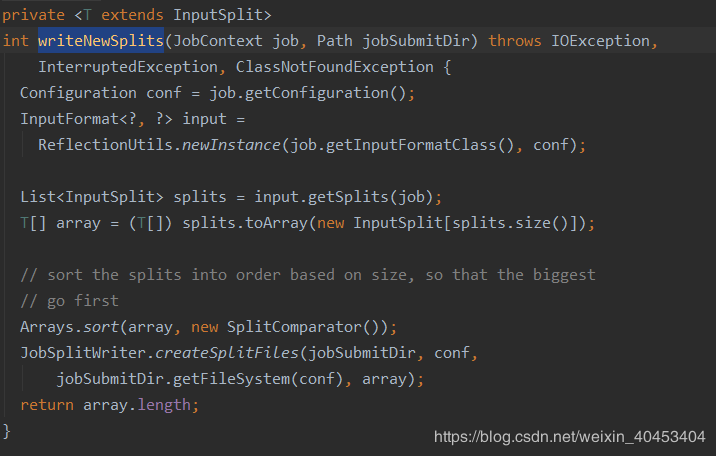 private <T extends InputSplit>
int writeNewSplits(JobContext job, Path jobSubmitDir) throws IOException,
    InterruptedException, ClassNotFoundException {
  Configuration conf = job.getConfiguration();
  InputFormat<?, ?> input =
    ReflectionUtils.newInstance(job.getInputFormatClass(), conf);

  List<InputSplit> splits = input.getSplits(job);
  T[] array = (T[]) splits.toArray(new InputSplit[splits.size()]);

  // sort the splits into order based on size, so that the biggest
  // go first
  Arrays.sort(array, new SplitComparator());
  JobSplitWriter.createSplitFiles(jobSubmitDir, conf,
      jobSubmitDir.getFileSystem(conf), array);
  return array.length;
}
https://blog.csdn.net/weixin_40453404